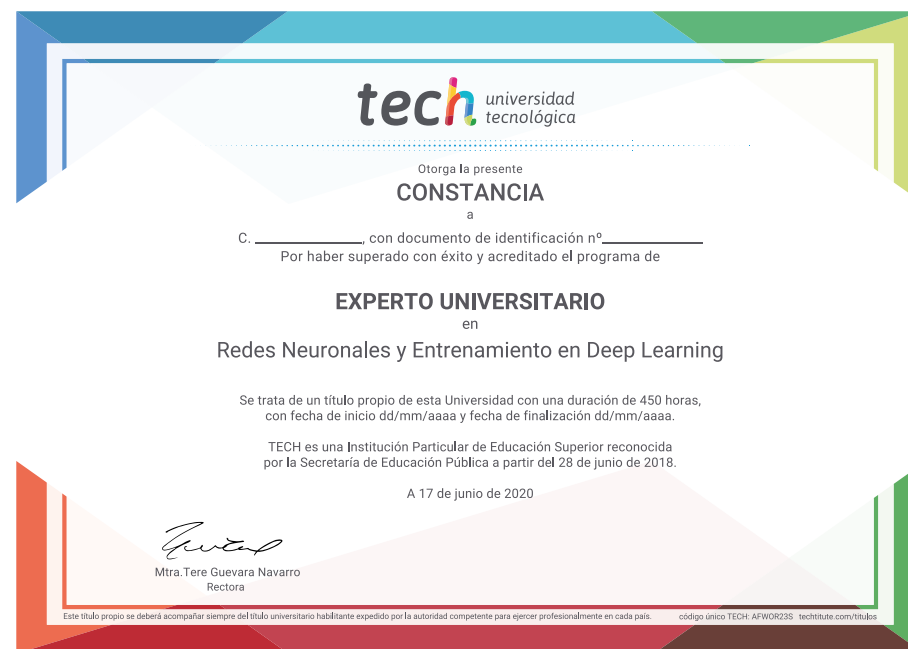 tech universidad
tecnológica
Otorga la presente
CONSTANCIA
a
C. ____________, con documento de identificación nº____________
Por haber superado con éxito y acreditado el programa de
EXPERTO UNIVERSITARIO
en
Redes Neuronales y Entrenamiento en Deep Learning
Se trata de un título propio de esta Universidad con una duración de 450 horas,
con fecha de inicio dd/mm/aaaa y fecha de finalización dd/mm/aaaa.
TECH es una Institución Particular de Educación Superior reconocida
por la Secretaría de Educación Pública a partir del 28 de junio de 2018.
A 17 de junio de 2020
Mtra.Tere Guevara Navarro
Rectora
Este título propio se deberá acompañar siempre del título universitario habilitante expedido por la autoridad competente para ejercer profesionalmente en cada país. código único TECH: AFWOR23S techtitute.com/titulos